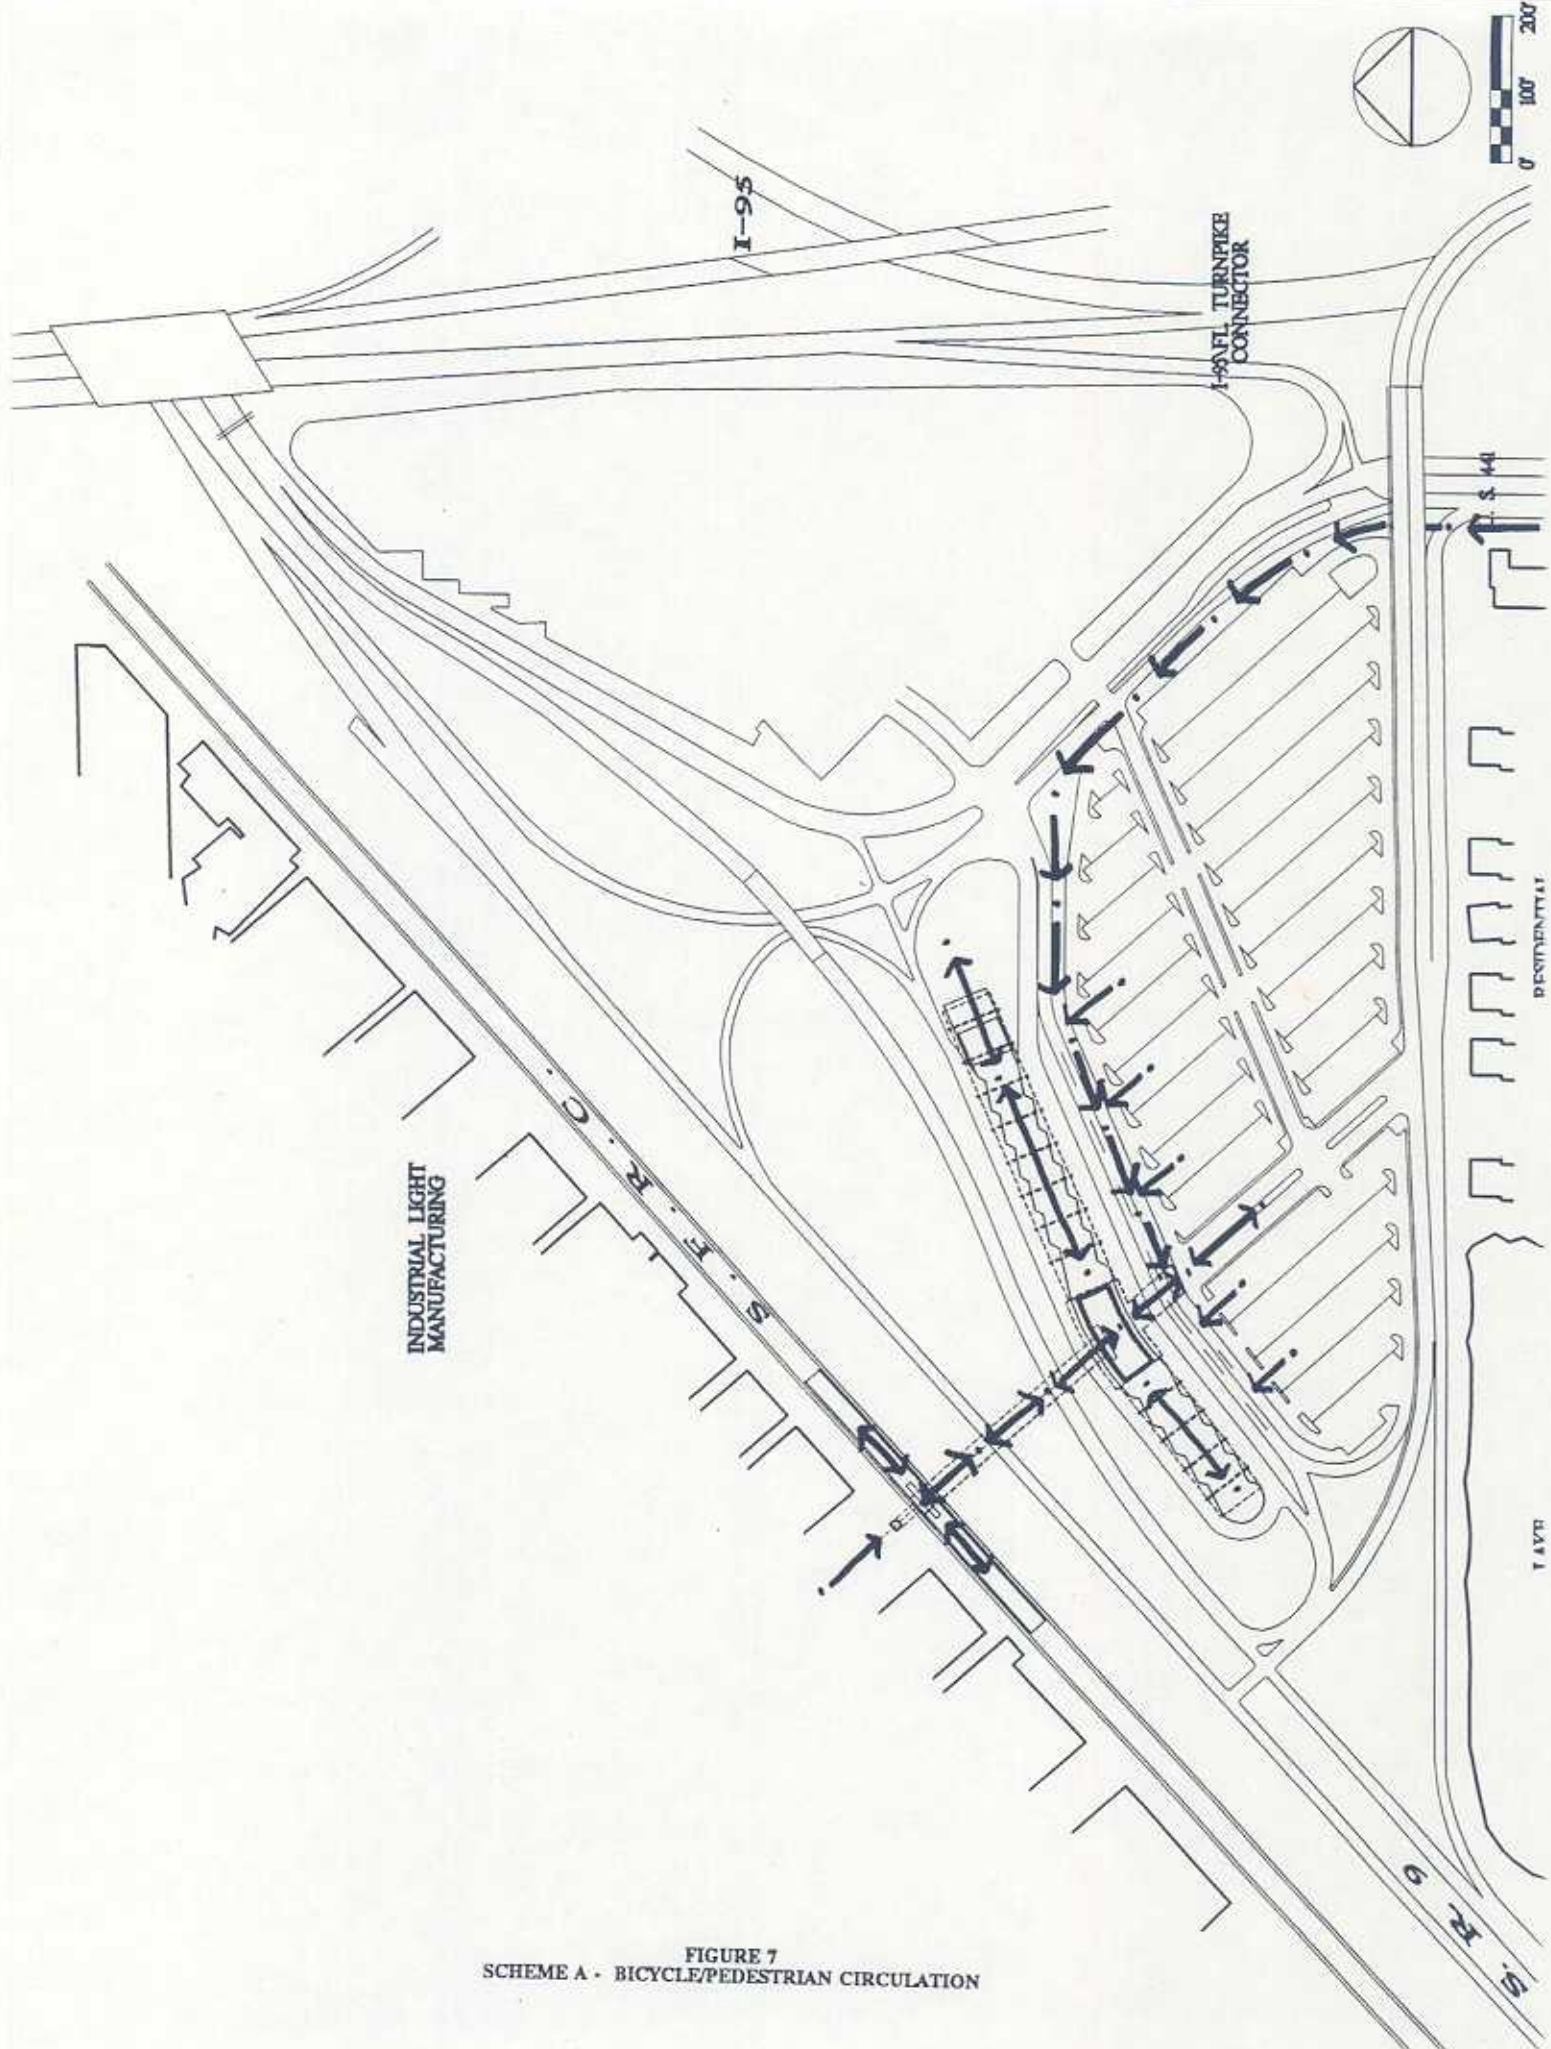 0' 100' 200'
I-95
I-95\FL. TURNPIKE
CONNECTOR
S. 441
INDUSTRIAL LIGHT
MANUFACTURING
S. F. R. C.
S. R. 9
FIGURE 7
SCHEME A - BICYCLE/PEDESTRIAN CIRCULATION